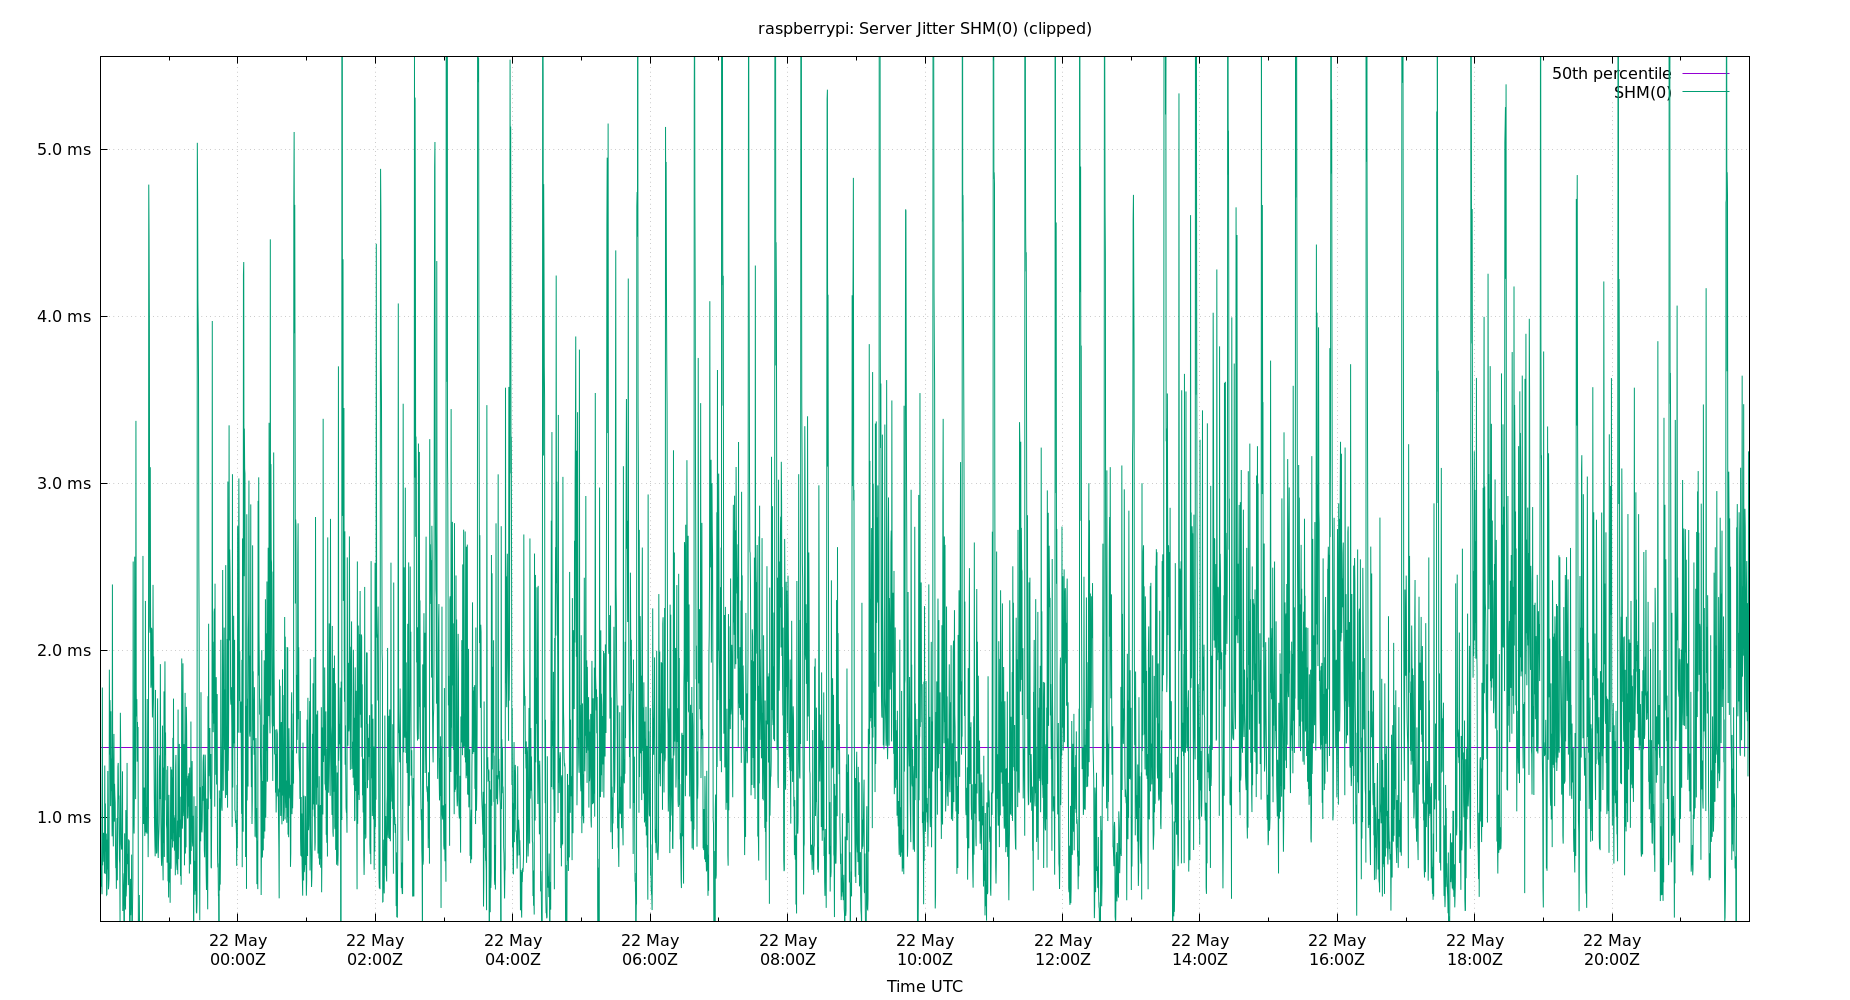 raspberrypi: Server Jitter SHM(0) (clipped)
50th percentile
SHM(0)
5.0 ms
4.0 ms
3.0 ms
2.0 ms
1.0 ms
22 May 22 May 22 May 22 May 22 May 22 May 22 May 22 May 22 May 22 May 22 May
00:00Z 02:00Z 04:00Z 06:00Z 08:00Z 10:00Z 12:00Z 14:00Z 16:00Z 18:00Z 20:00Z
Time UTC